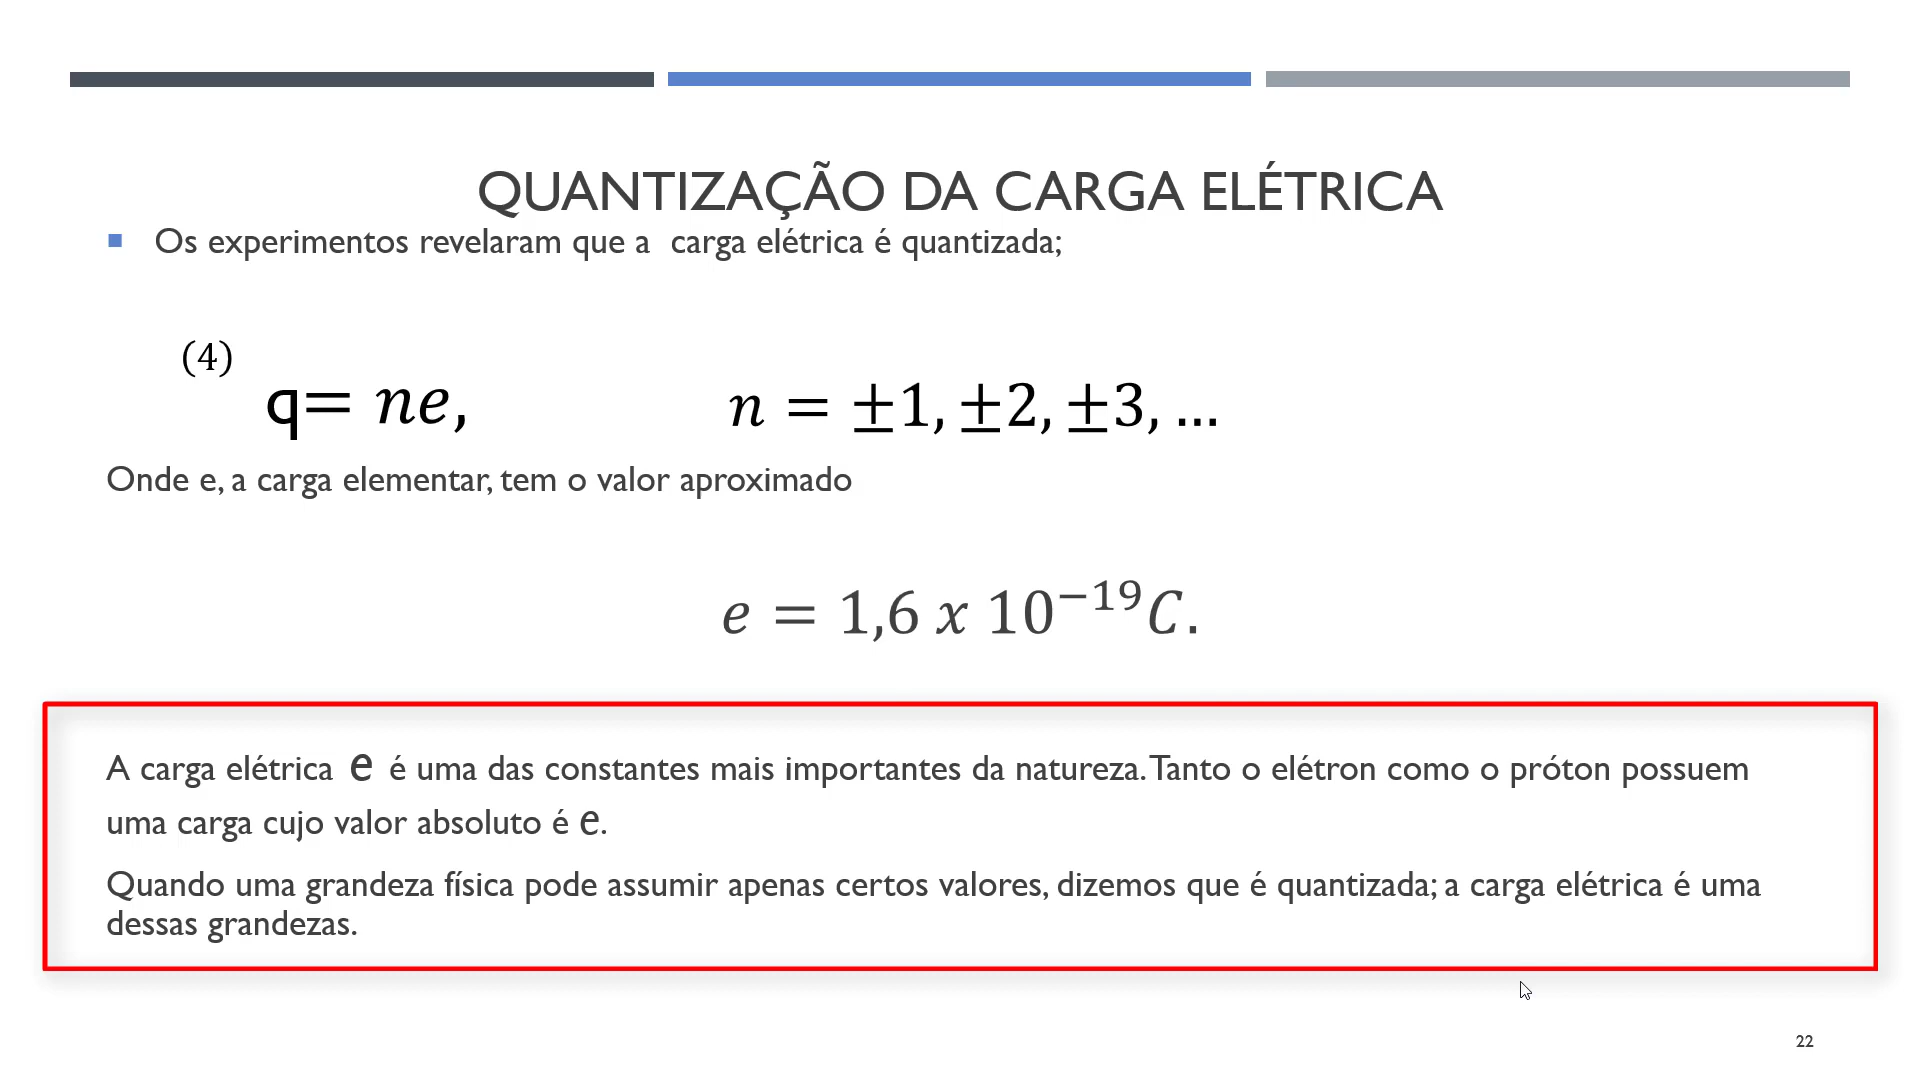 QUANTIZAÇÃO DA CARGA ELÉTRICA
Os experimentos revelaram que a carga elétrica é quantizada;
(4)
q= ne,
n = ±1, ±2, ±3, ...
Onde e, a carga elementar, tem o valor aproximado
e = 1,6 x 10⁻¹⁹C.
A carga elétrica e é uma das constantes mais importantes da natureza. Tanto o elétron como o próton possuem
uma carga cujo valor absoluto é e.
Quando uma grandeza física pode assumir apenas certos valores, dizemos que é quantizada; a carga elétrica é uma
dessas grandezas.
22